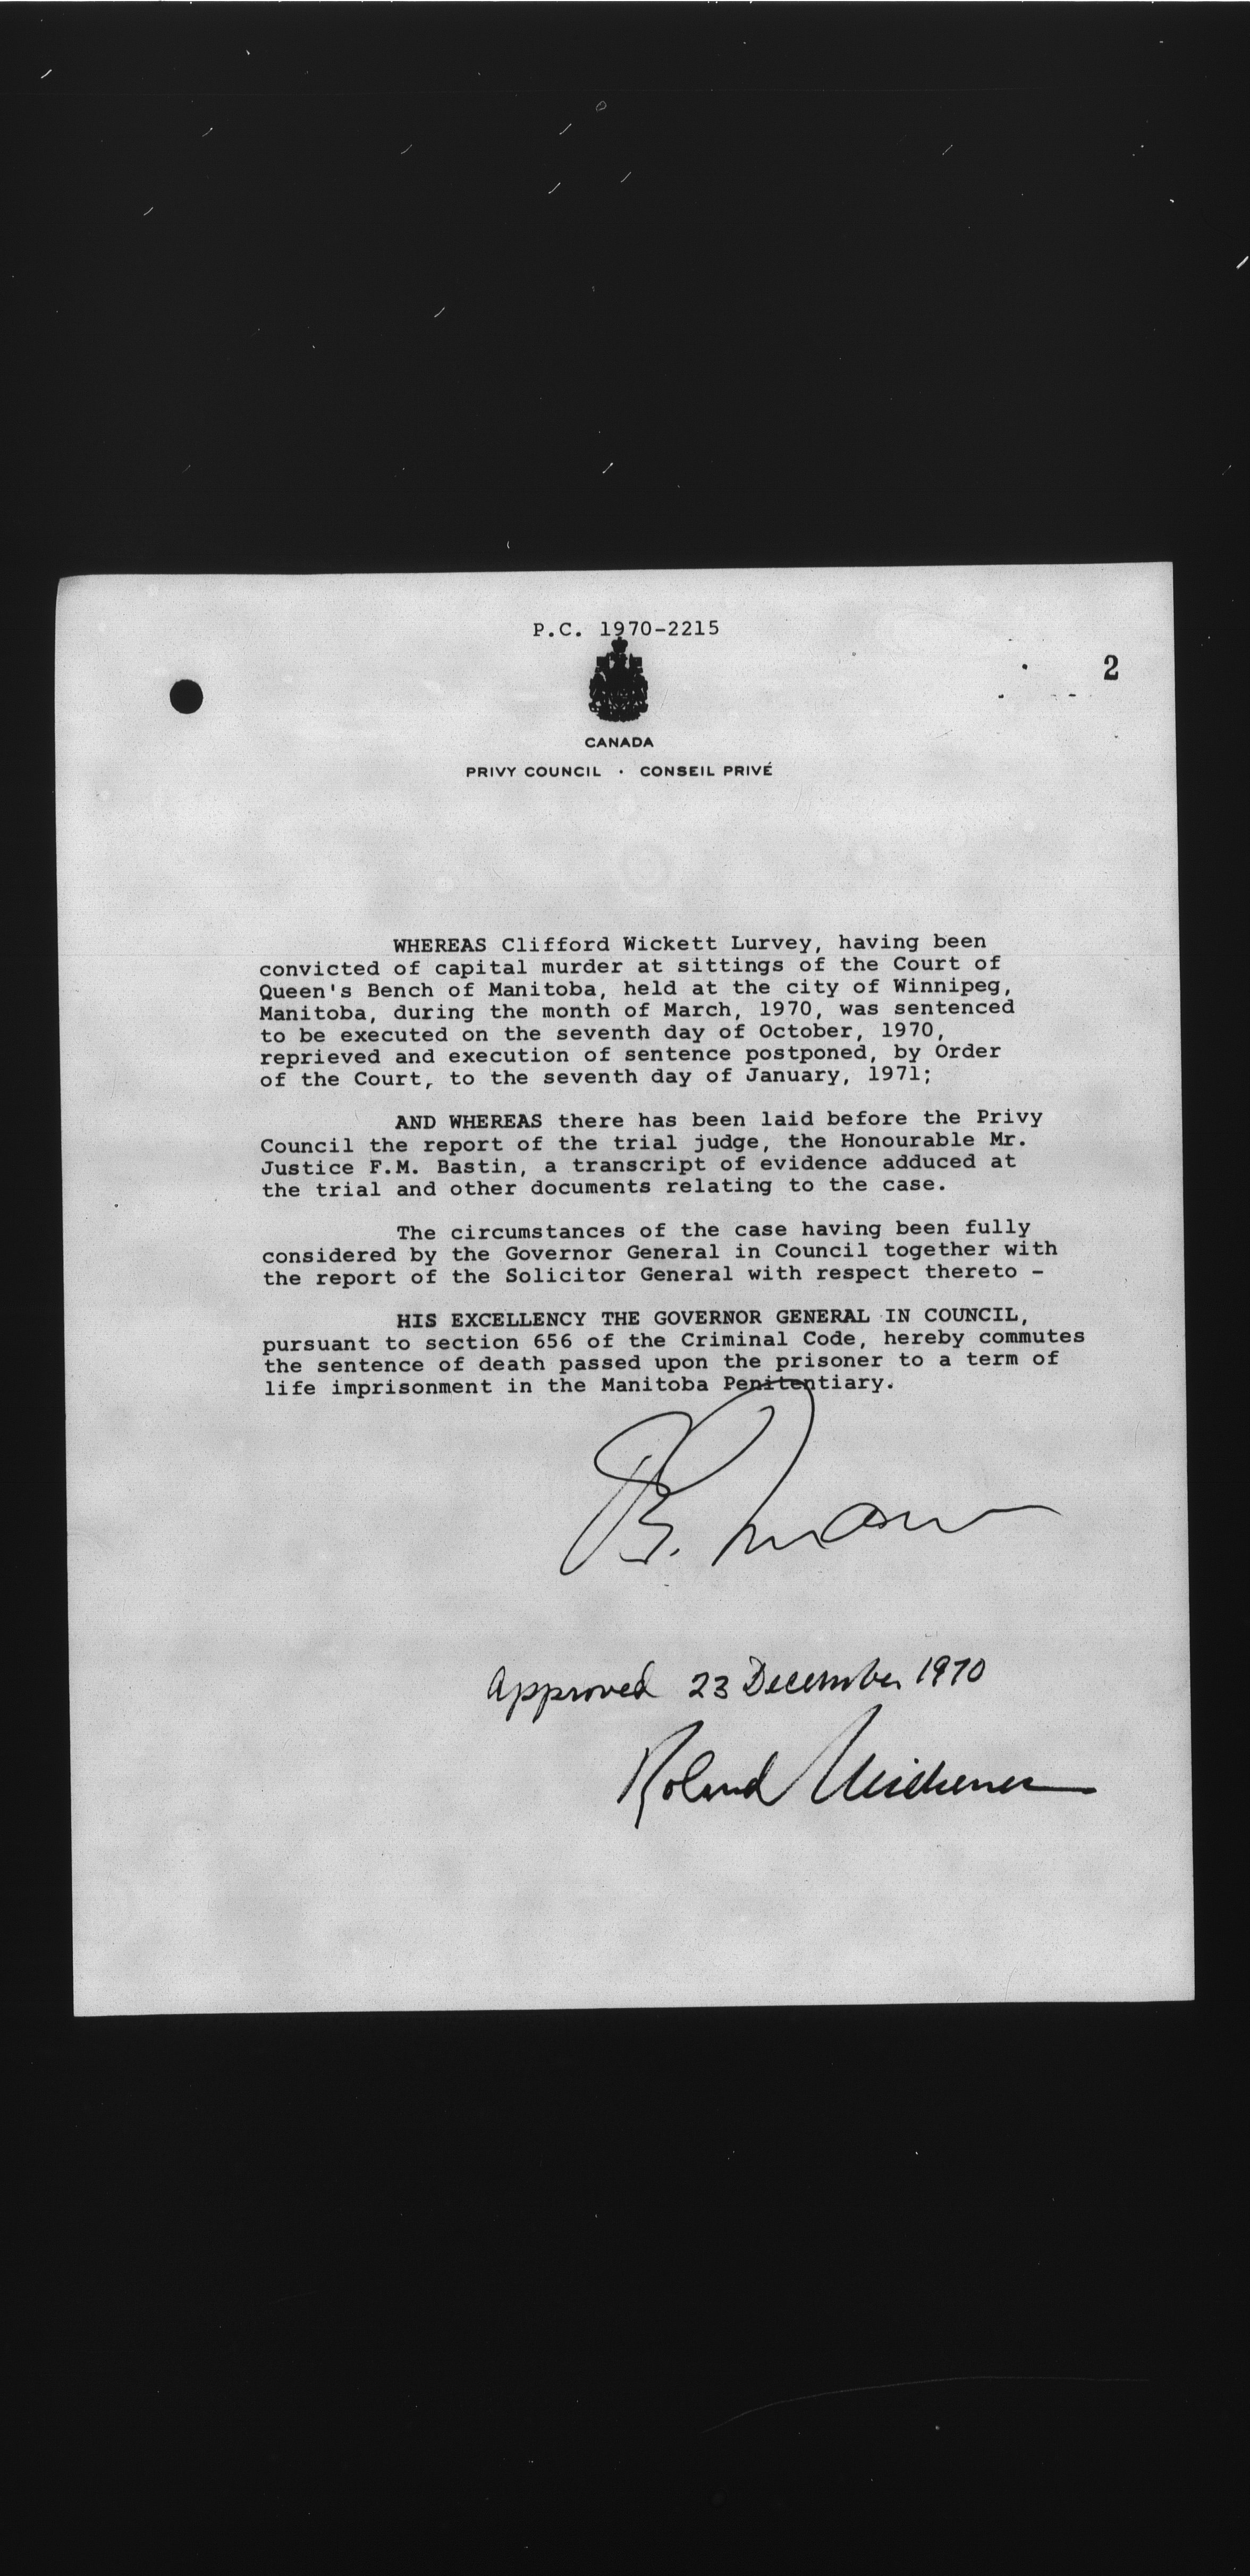 P.C. 1970-2215
2
CANADA
PRIVY COUNCIL · CONSEIL PRIVÉ
WHEREAS Clifford Wickett Lurvey, having been
convicted of capital murder at sittings of the Court of
Queen's Bench of Manitoba, held at the city of Winnipeg,
Manitoba, during the month of March, 1970, was sentenced
to be executed on the seventh day of October, 1970,
reprieved and execution of sentence postponed, by Order
of the Court, to the seventh day of January, 1971;
AND WHEREAS there has been laid before the Privy
Council the report of the trial judge, the Honourable Mr.
Justice F.M. Bastin, a transcript of evidence adduced at
the trial and other documents relating to the case.
The circumstances of the case having been fully
considered by the Governor General in Council together with
the report of the Solicitor General with respect thereto -
HIS EXCELLENCY THE GOVERNOR GENERAL IN COUNCIL,
pursuant to section 656 of the Criminal Code, hereby commutes
the sentence of death passed upon the prisoner to a term of
life imprisonment in the Manitoba Penitentiary.
Approved 23 December 1970
Roland Michener